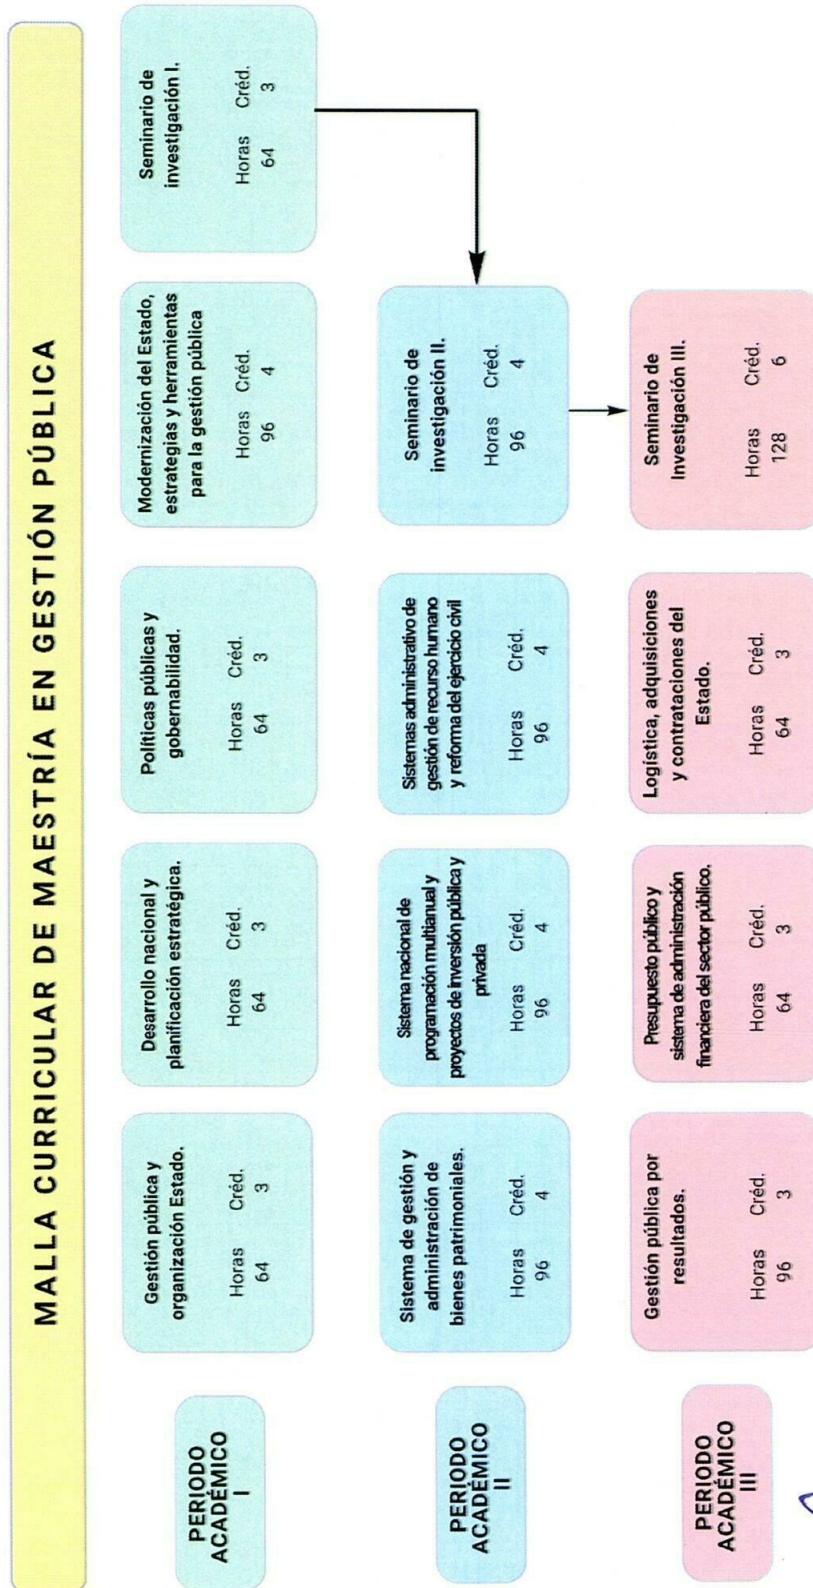 MALLA CURRICULAR DE MAESTRÍA EN GESTIÓN PÚBLICA
PERIODO
ACADÉMICO
I
Gestión pública y
organización Estado.
Horas Créd.
64 3
Desarrollo nacional y
planificación estratégica.
Horas Créd.
64 3
Políticas públicas y
gobernabilidad.
Horas Créd.
64 3
Modernización del Estado,
estrategias y herramientas
para la gestión pública
Horas Créd.
96 4
Seminario de
investigación I.
Horas Créd.
64 3
PERIODO
ACADÉMICO
II
Sistema de gestión y
administración de
bienes patrimoniales.
Horas Créd.
96 4
Sistema nacional de
programación multianual y
proyectos de inversión pública y
privada
Horas Créd.
96 4
Sistemas administrativo de
gestión de recurso humano
y reforma del ejercicio civil
Horas Créd.
96 4
Seminario de
investigación II.
Horas Créd.
96 4
PERIODO
ACADÉMICO
III
Gestión pública por
resultados.
Horas Créd.
96 3
Presupuesto público y
sistema de administración
financiera del sector público.
Horas Créd.
64 3
Logística, adquisiciones
y contrataciones del
Estado.
Horas Créd.
64 3
Seminario de
Investigación III.
Horas Créd.
128 6